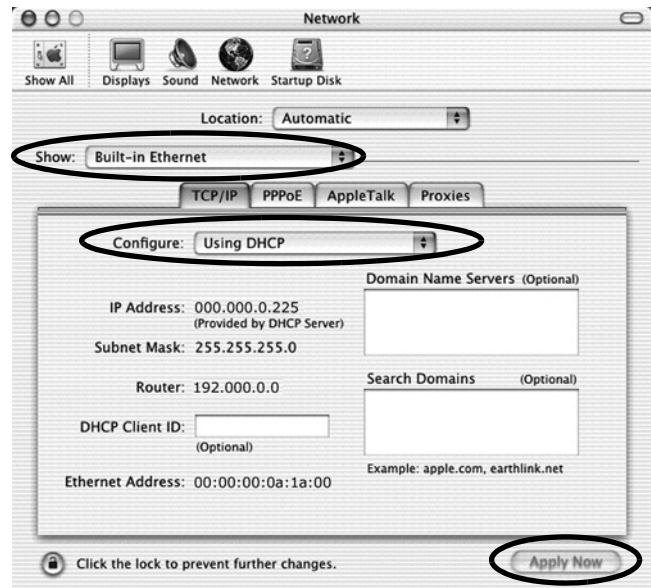 Network
Show All Displays Sound Network Startup Disk
Location: Automatic
Show: Built-in Ethernet
TCP/IP PPPoE AppleTalk Proxies
Configure: Using DHCP
Domain Name Servers (Optional)
IP Address: 000.000.0.225
(Provided by DHCP Server)
Subnet Mask: 255.255.255.0
Router: 192.000.0.0
Search Domains (Optional)
DHCP Client ID:
(Optional)
Example: apple.com, earthlink.net
Ethernet Address: 00:00:00:0a:1a:00
Click the lock to prevent further changes.
Apply Now